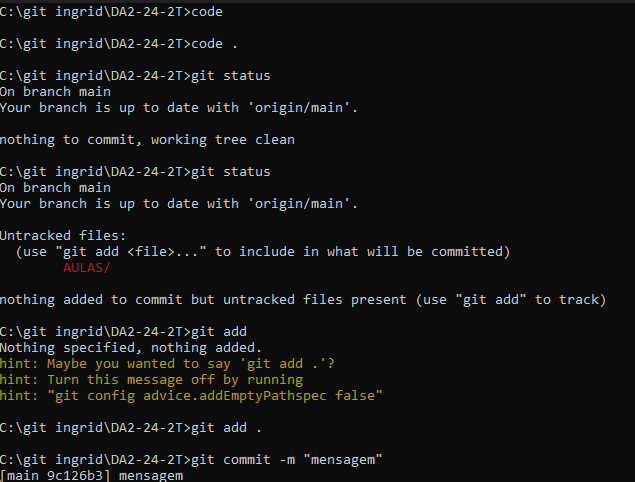 C:\git ingrid\DA2-24-2T>code
C:\git ingrid\DA2-24-2T>code .
C:\git ingrid\DA2-24-2T>git status
On branch main
Your branch is up to date with 'origin/main'.
nothing to commit, working tree clean
C:\git ingrid\DA2-24-2T>git status
On branch main
Your branch is up to date with 'origin/main'.
Untracked files:
  (use "git add <file>..." to include in what will be committed)
        AULAS/
nothing added to commit but untracked files present (use "git add" to track)
C:\git ingrid\DA2-24-2T>git add
Nothing specified, nothing added.
hint: Maybe you wanted to say 'git add .'?
hint: Turn this message off by running
hint: "git config advice.addEmptyPathspec false"
C:\git ingrid\DA2-24-2T>git add .
C:\git ingrid\DA2-24-2T>git commit -m "mensagem"
[main 9c126b3] mensagem